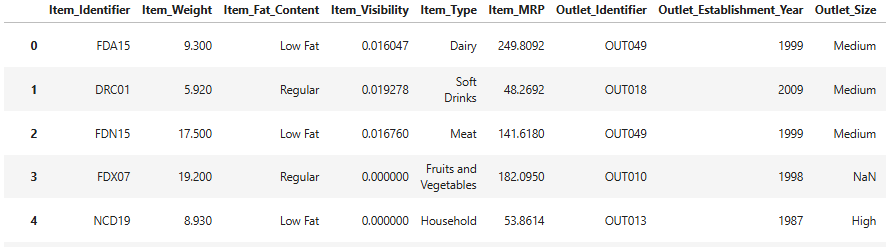 Item_Identifier Item_Weight Item_Fat_Content Item_Visibility Item_Type Item_MRP Outlet_Identifier Outlet_Establishment_Year Outlet_Size
0 FDA15 9.300 Low Fat 0.016047 Dairy 249.8092 OUT049 1999 Medium
1 DRC01 5.920 Regular 0.019278 Soft Drinks 48.2692 OUT018 2009 Medium
2 FDN15 17.500 Low Fat 0.016760 Meat 141.6180 OUT049 1999 Medium
3 FDX07 19.200 Regular 0.000000 Fruits and Vegetables 182.0950 OUT010 1998 NaN
4 NCD19 8.930 Low Fat 0.000000 Household 53.8614 OUT013 1987 High